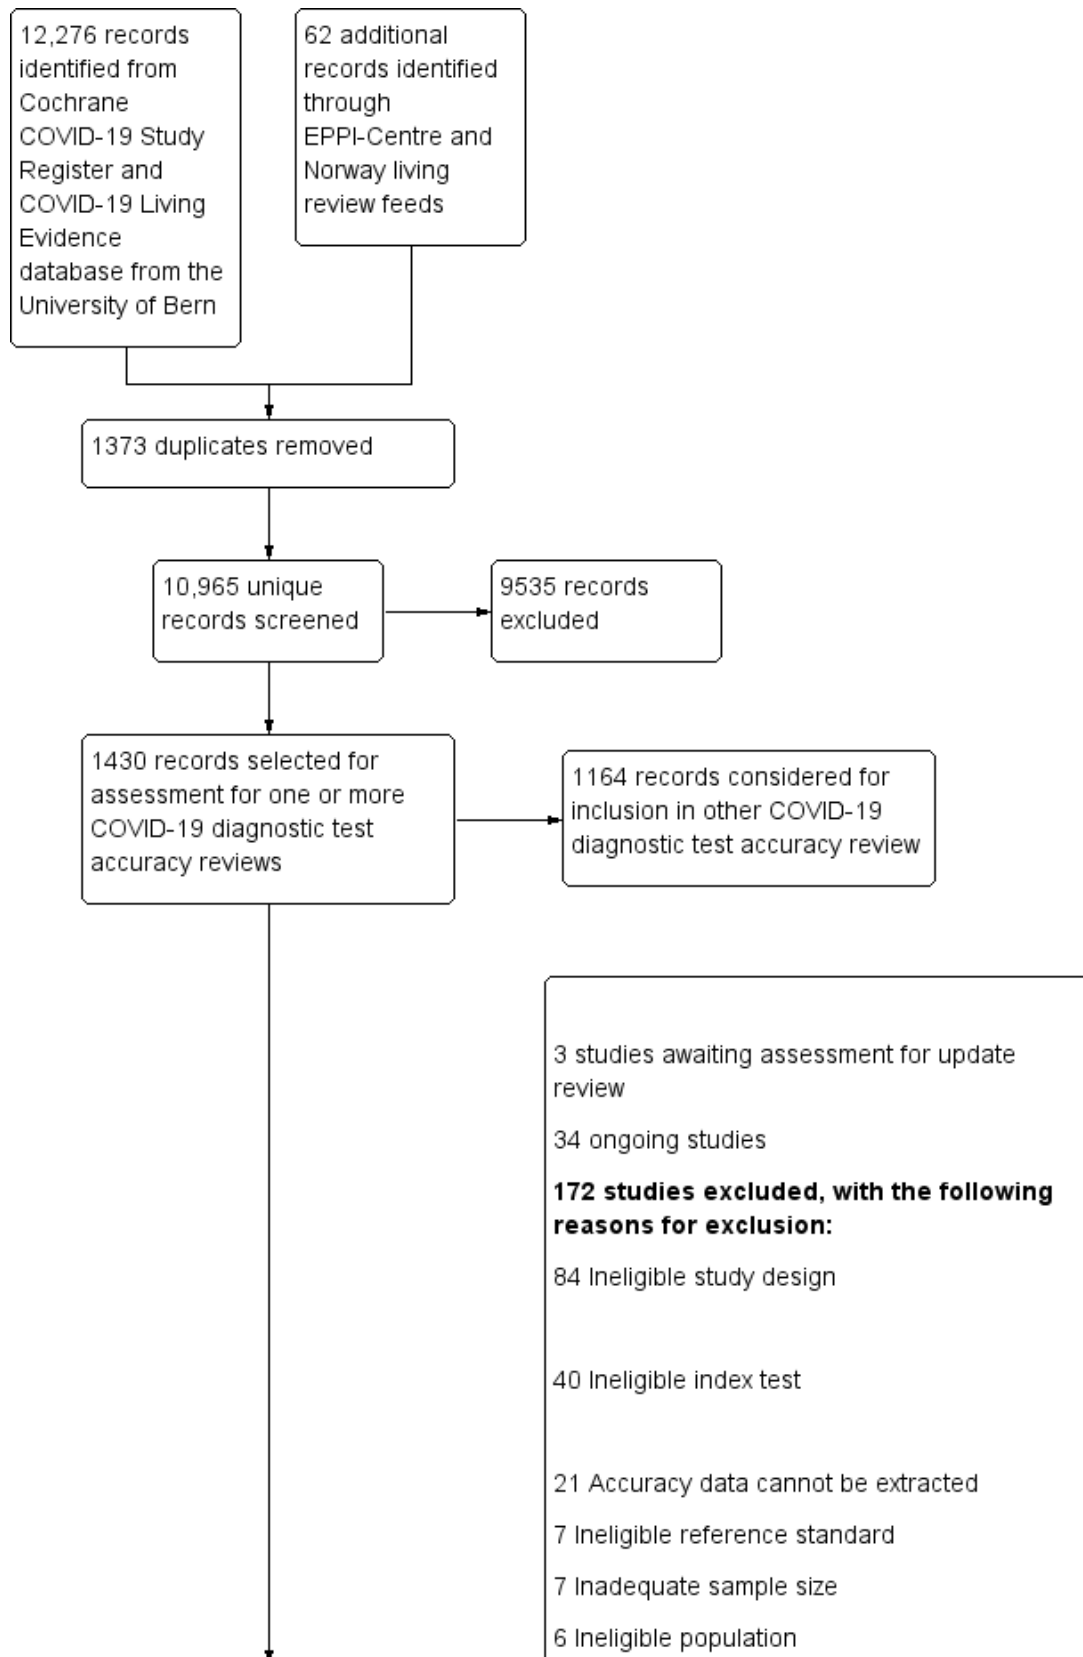 12,276 records
identified from
Cochrane
COVID-19 Study
Register and
COVID-19 Living
Evidence
database from the
University of Bern
62 additional
records identified
through
EPPI-Centre and
Norway living
review feeds
1373 duplicates removed
10,965 unique
records screened
9535 records
excluded
1430 records selected for
assessment for one or more
COVID-19 diagnostic test
accuracy reviews
1164 records considered for
inclusion in other COVID-19
diagnostic test accuracy review
3 studies awaiting assessment for update
review
34 ongoing studies
172 studies excluded, with the following
reasons for exclusion:
84 Ineligible study design
40 Ineligible index test
21 Accuracy data cannot be extracted
7 Ineligible reference standard
7 Inadequate sample size
6 Ineligible population